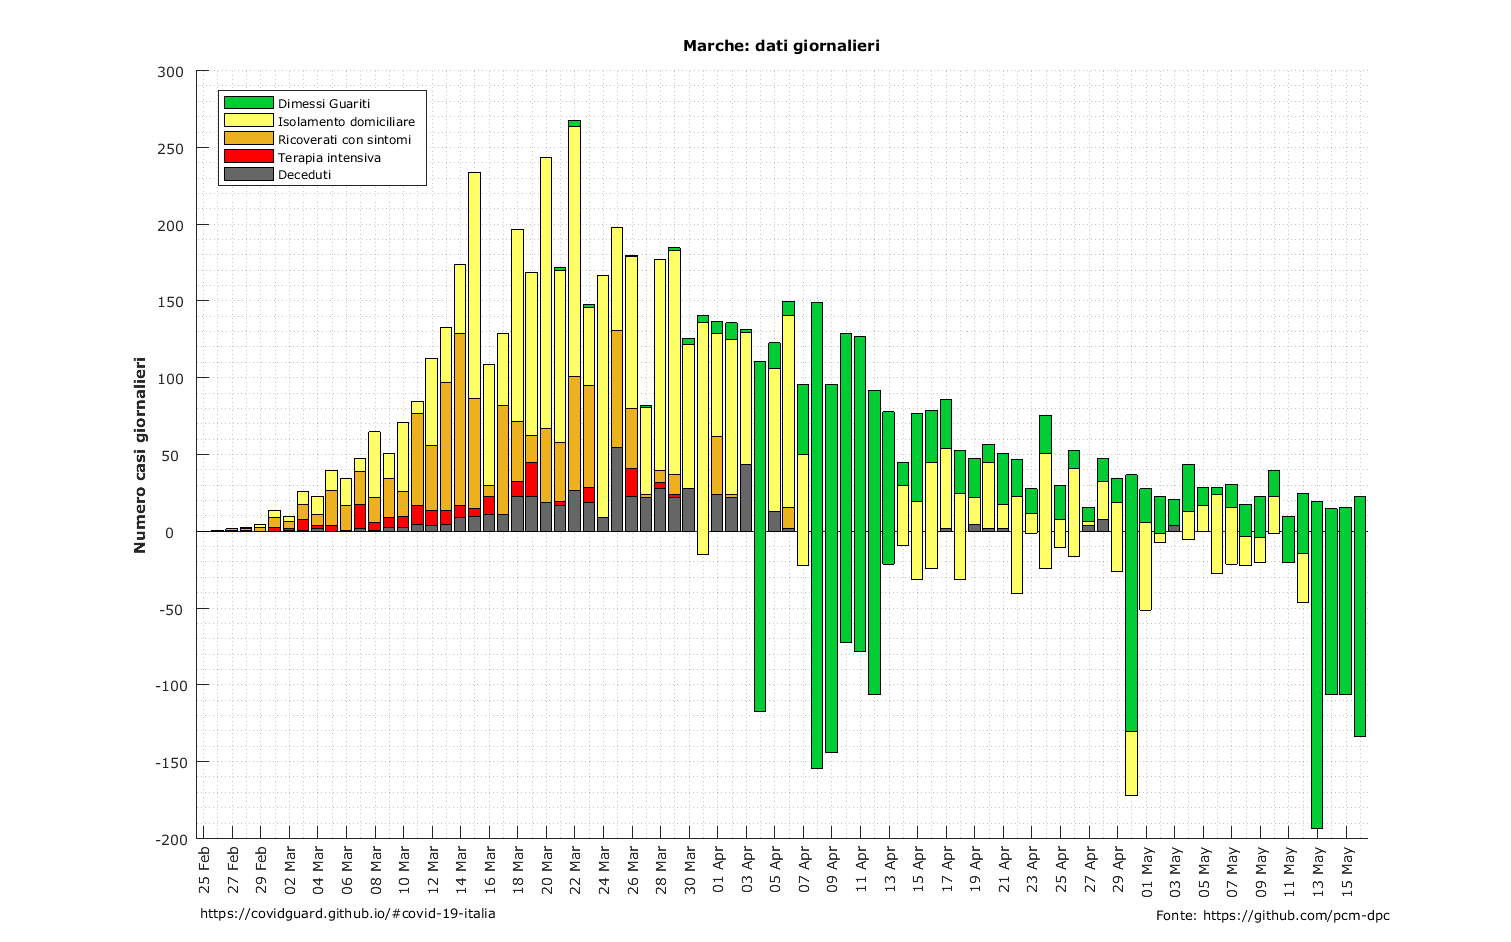 Marche: dati giornalieri
300
250
200
150
100
50
0
-50
-100
-150
-200
Numero casi giornalieri
Dimessi Guariti
Isolamento domiciliare
Ricoverati con sintomi
Terapia intensiva
Deceduti
25 Feb
27 Feb
29 Feb
02 Mar
04 Mar
06 Mar
08 Mar
10 Mar
12 Mar
14 Mar
16 Mar
18 Mar
20 Mar
22 Mar
24 Mar
26 Mar
28 Mar
30 Mar
01 Apr
03 Apr
05 Apr
07 Apr
09 Apr
11 Apr
13 Apr
15 Apr
17 Apr
19 Apr
21 Apr
23 Apr
25 Apr
27 Apr
29 Apr
01 May
03 May
05 May
07 May
09 May
11 May
13 May
15 May
https://covidguard.github.io/#covid-19-italia
Fonte: https://github.com/pcm-dpc